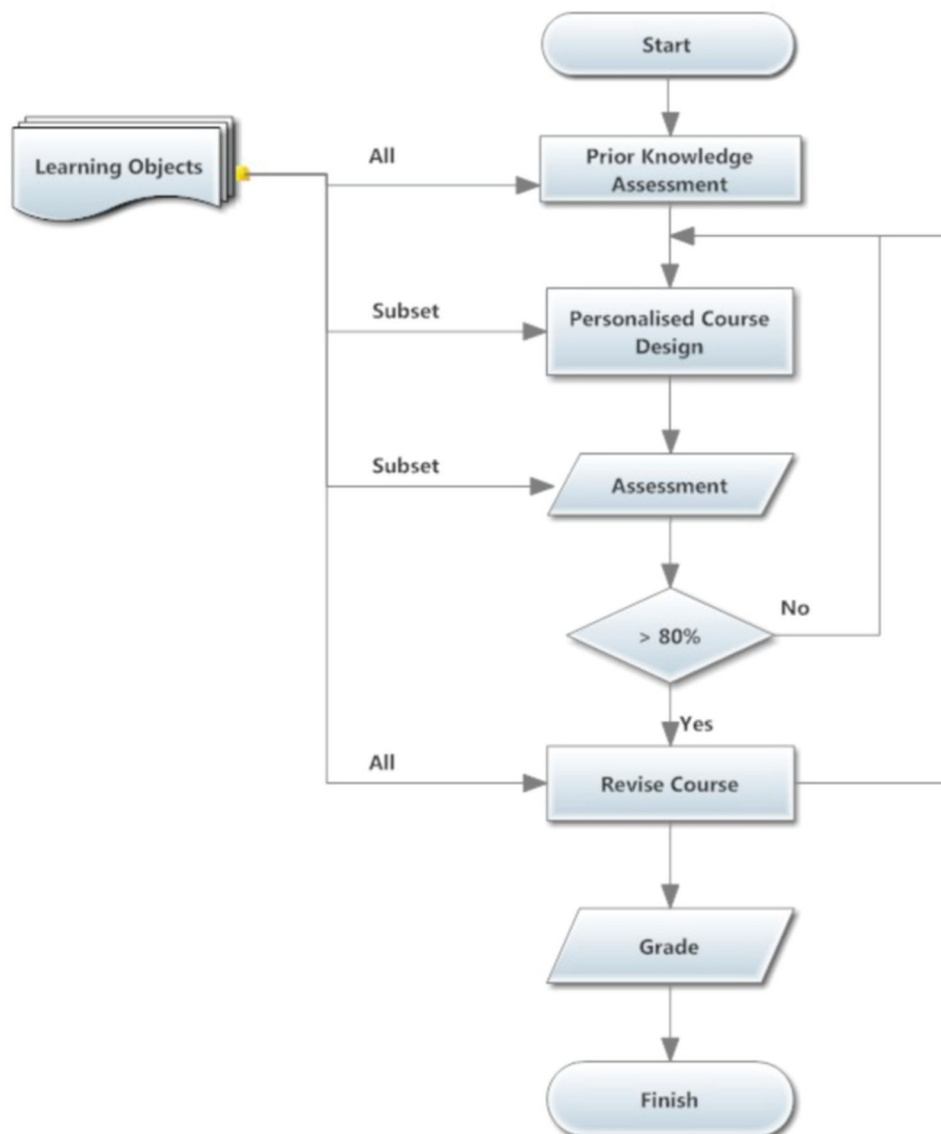 Start
Learning Objects
All
Prior Knowledge
Assessment
Subset
Personalised Course
Design
Subset
Assessment
> 80%
No
Yes
All
Revise Course
Grade
Finish